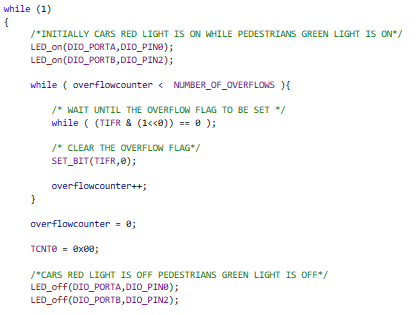 while (1)
{
/*INITIALLY CARS RED LIGHT IS ON WHILE PEDESTRIANS GREEN LIGHT IS ON*/
LED_on(DIO_PORTA,DIO_PIN0);
LED_on(DIO_PORTB,DIO_PIN2);
while ( overflowcounter < NUMBER_OF_OVERFLOWS ){
/* WAIT UNTIL THE OVERFLOW FLAG TO BE SET */
while ( (TIFR & (1<<0)) == 0 );
/* CLEAR THE OVERFLOW FLAG*/
SET_BIT(TIFR,0);
overflowcounter++;
}
overflowcounter = 0;
TCNT0 = 0x00;
/*CARS RED LIGHT IS OFF PEDESTRIANS GREEN LIGHT IS OFF*/
LED_off(DIO_PORTA,DIO_PIN0);
LED_off(DIO_PORTB,DIO_PIN2);